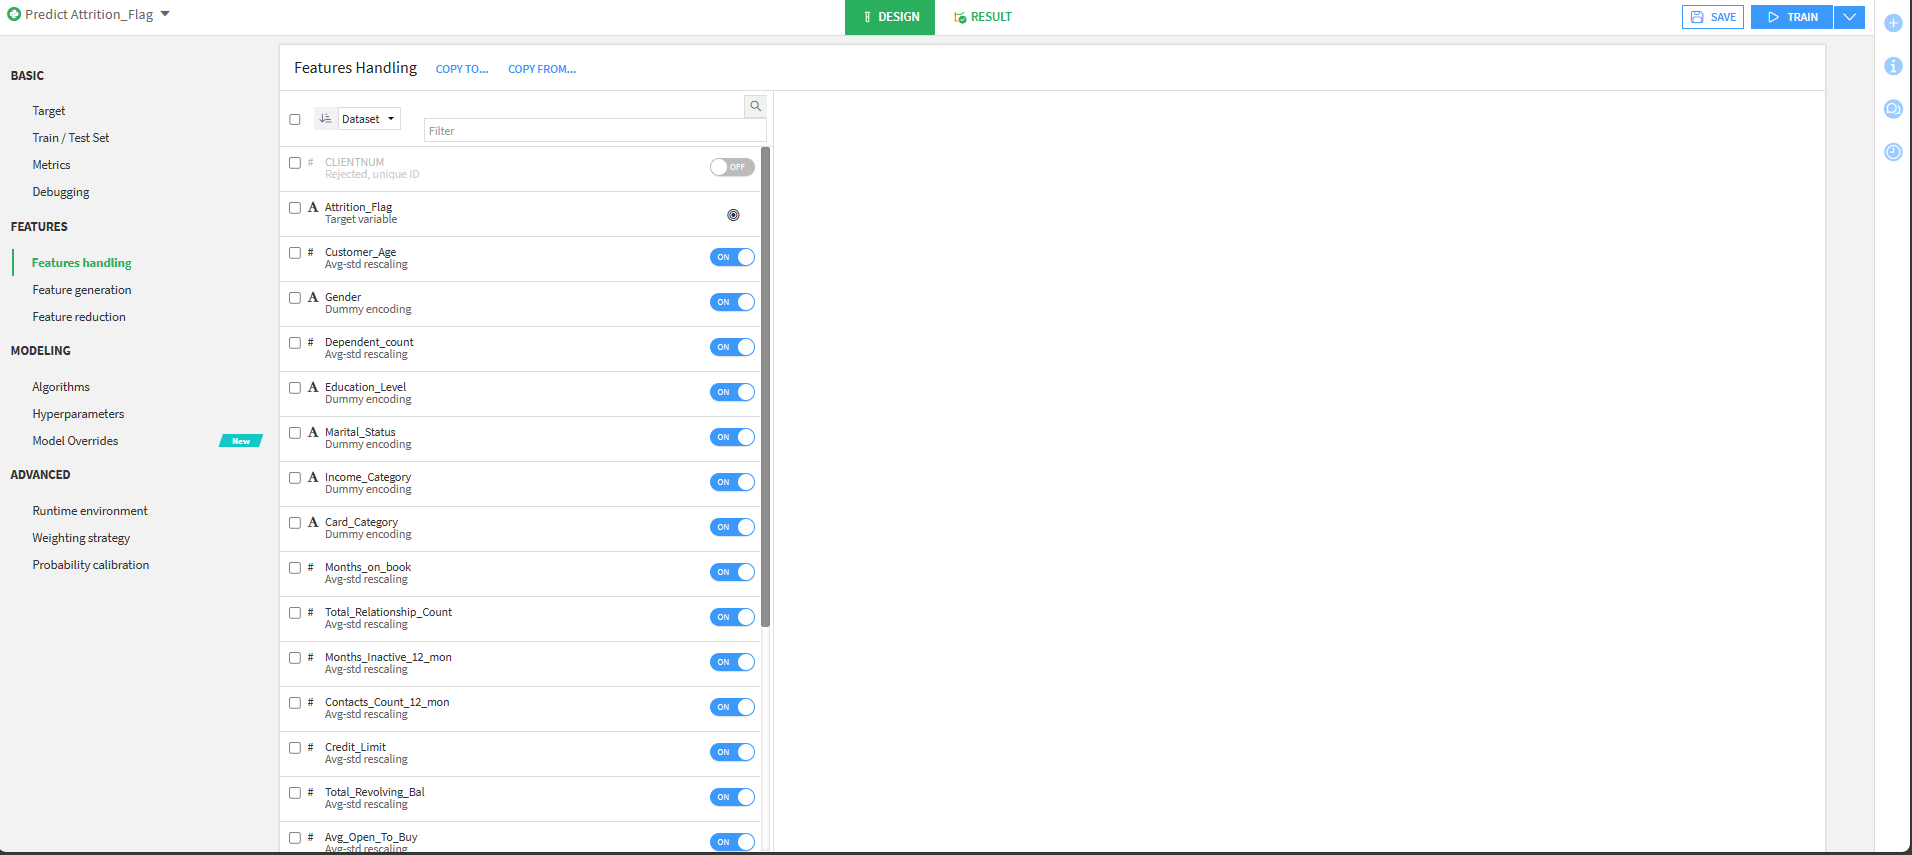 Predict Attrition_Flag
DESIGN
RESULT
SAVE
TRAIN
BASIC
Target
Train / Test Set
Metrics
Debugging
FEATURES
Features handling
Feature generation
Feature reduction
MODELING
Algorithms
Hyperparameters
Model Overrides New
ADVANCED
Runtime environment
Weighting strategy
Probability calibration
Features Handling COPY TO... COPY FROM...
Dataset
Filter
# CLIENTNUM OFF
Rejected, unique ID
A Attrition_Flag
Target variable
# Customer_Age ON
Avg-std rescaling
A Gender ON
Dummy encoding
# Dependent_count ON
Avg-std rescaling
A Education_Level ON
Dummy encoding
A Marital_Status ON
Dummy encoding
A Income_Category ON
Dummy encoding
A Card_Category ON
Dummy encoding
# Months_on_book ON
Avg-std rescaling
# Total_Relationship_Count ON
Avg-std rescaling
# Months_Inactive_12_mon ON
Avg-std rescaling
# Contacts_Count_12_mon ON
Avg-std rescaling
# Credit_Limit ON
Avg-std rescaling
# Total_Revolving_Bal ON
Avg-std rescaling
# Avg_Open_To_Buy ON
Avg-std rescaling